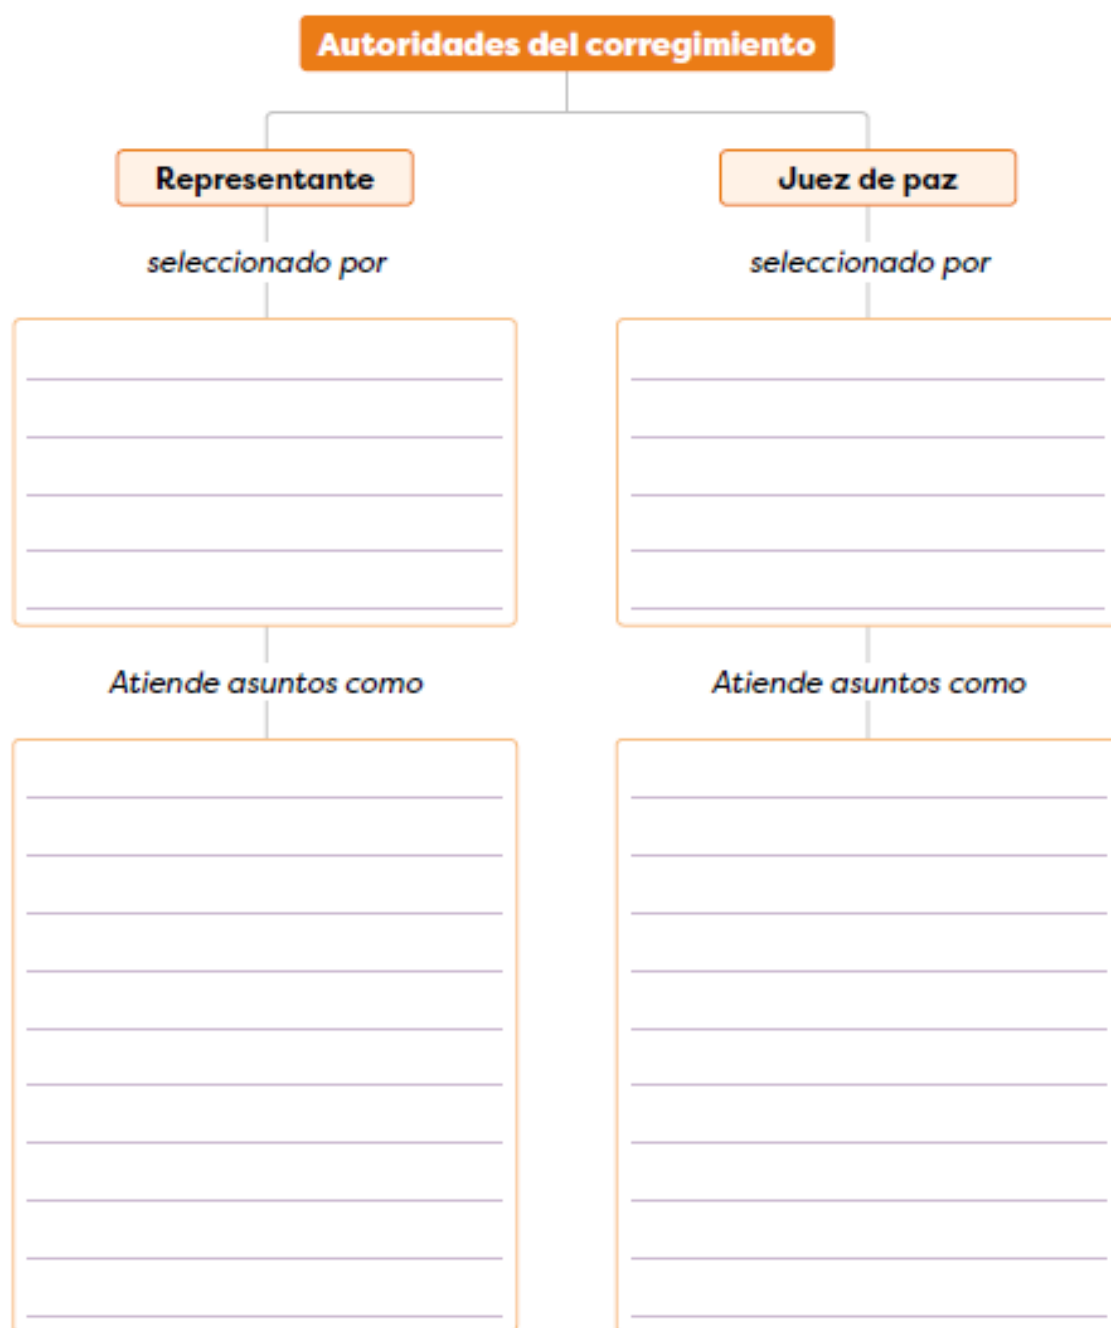 Autoridades del corregimiento
Representante
Juez de paz
seleccionado por
seleccionado por
Atiende asuntos como
Atiende asuntos como